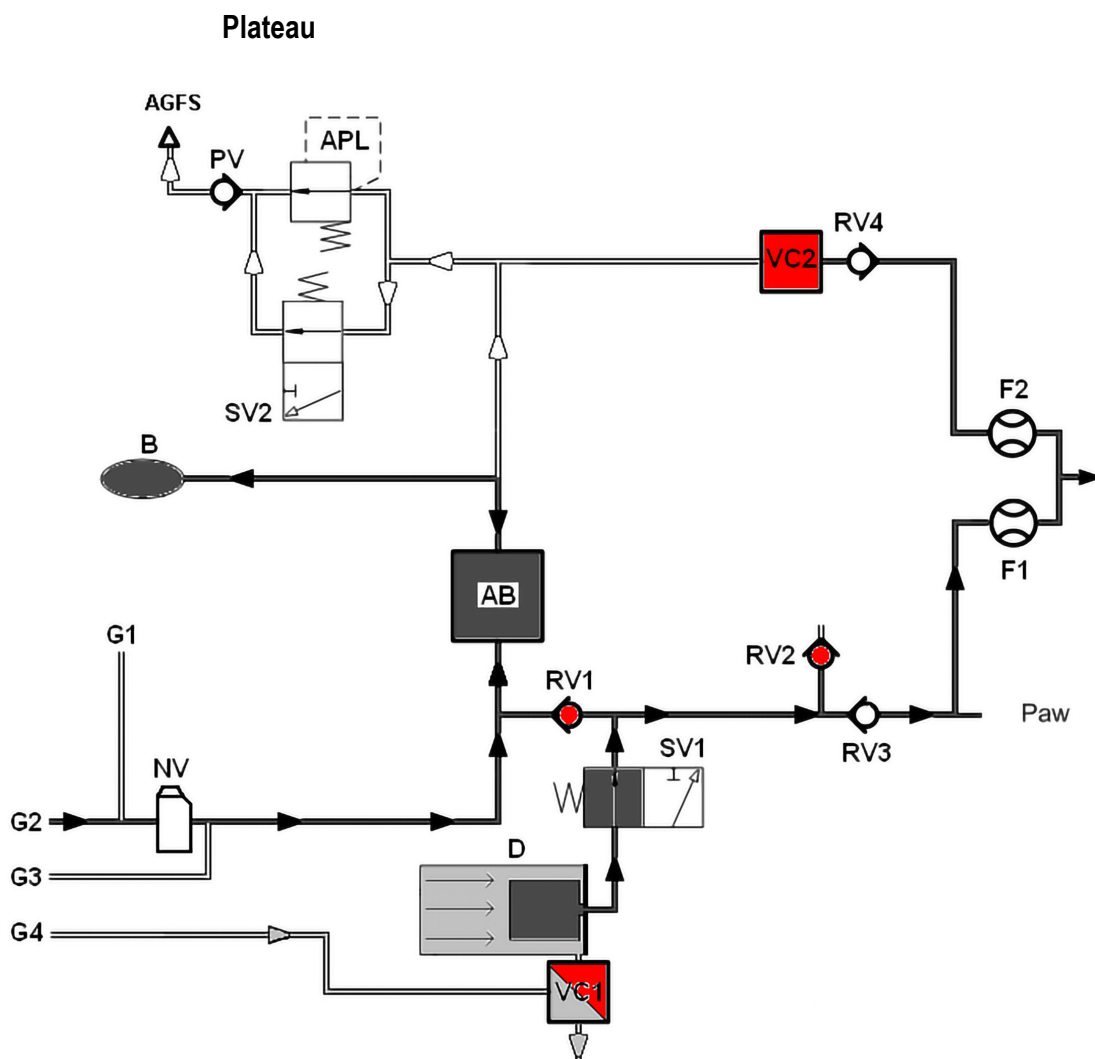 Plateau
AGFS
PV
APL
RV4
VC2
SV2
F2
B
F1
AB
G1
RV1
RV2
Paw
RV3
SV1
NV
G2
D
G3
G4
VC1